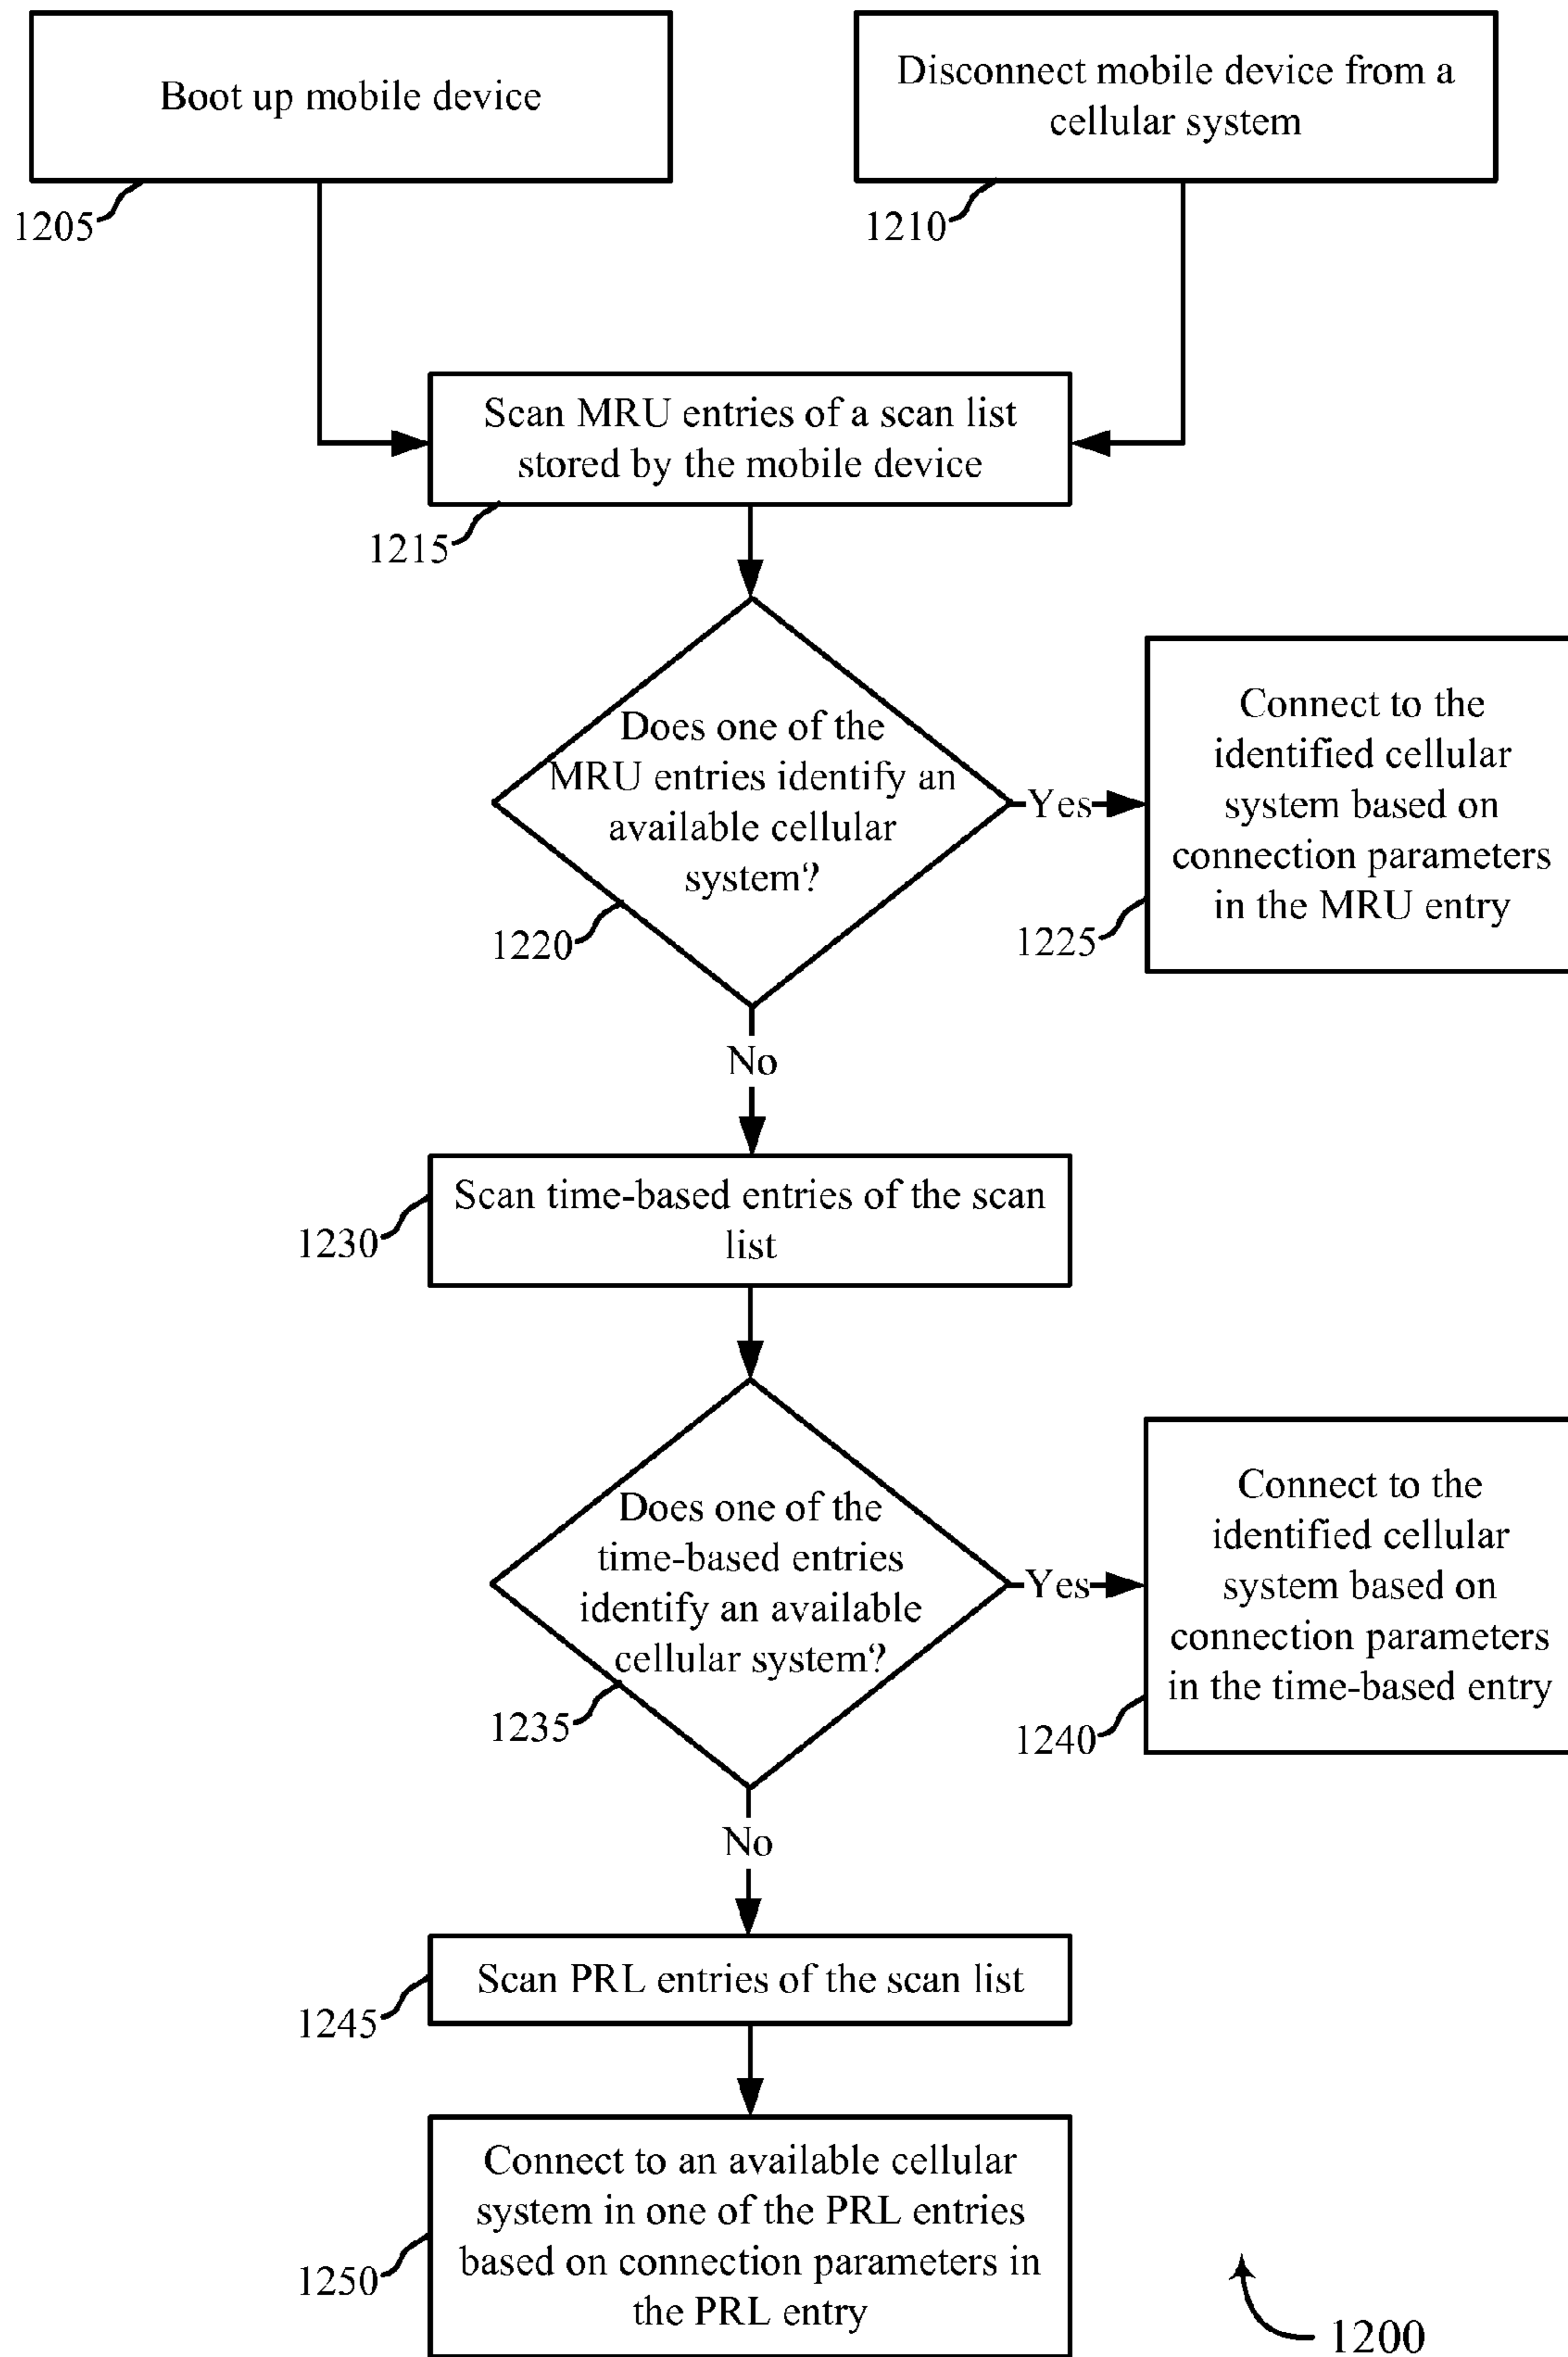 Boot up mobile device
Disconnect mobile device from a
cellular system
1205
1210
Scan MRU entries of a scan list
stored by the mobile device
1215
Does one of the
MRU entries identify an
available cellular
system?
1220
Yes
Connect to the
identified cellular
system based on
connection parameters
in the MRU entry
1225
No
Scan time-based entries of the scan
list
1230
Does one of the
time-based entries
identify an available
cellular system?
1235
Yes
Connect to the
identified cellular
system based on
connection parameters
in the time-based entry
1240
No
Scan PRL entries of the scan list
1245
Connect to an available cellular
system in one of the PRL entries
based on connection parameters in
the PRL entry
1250
1200